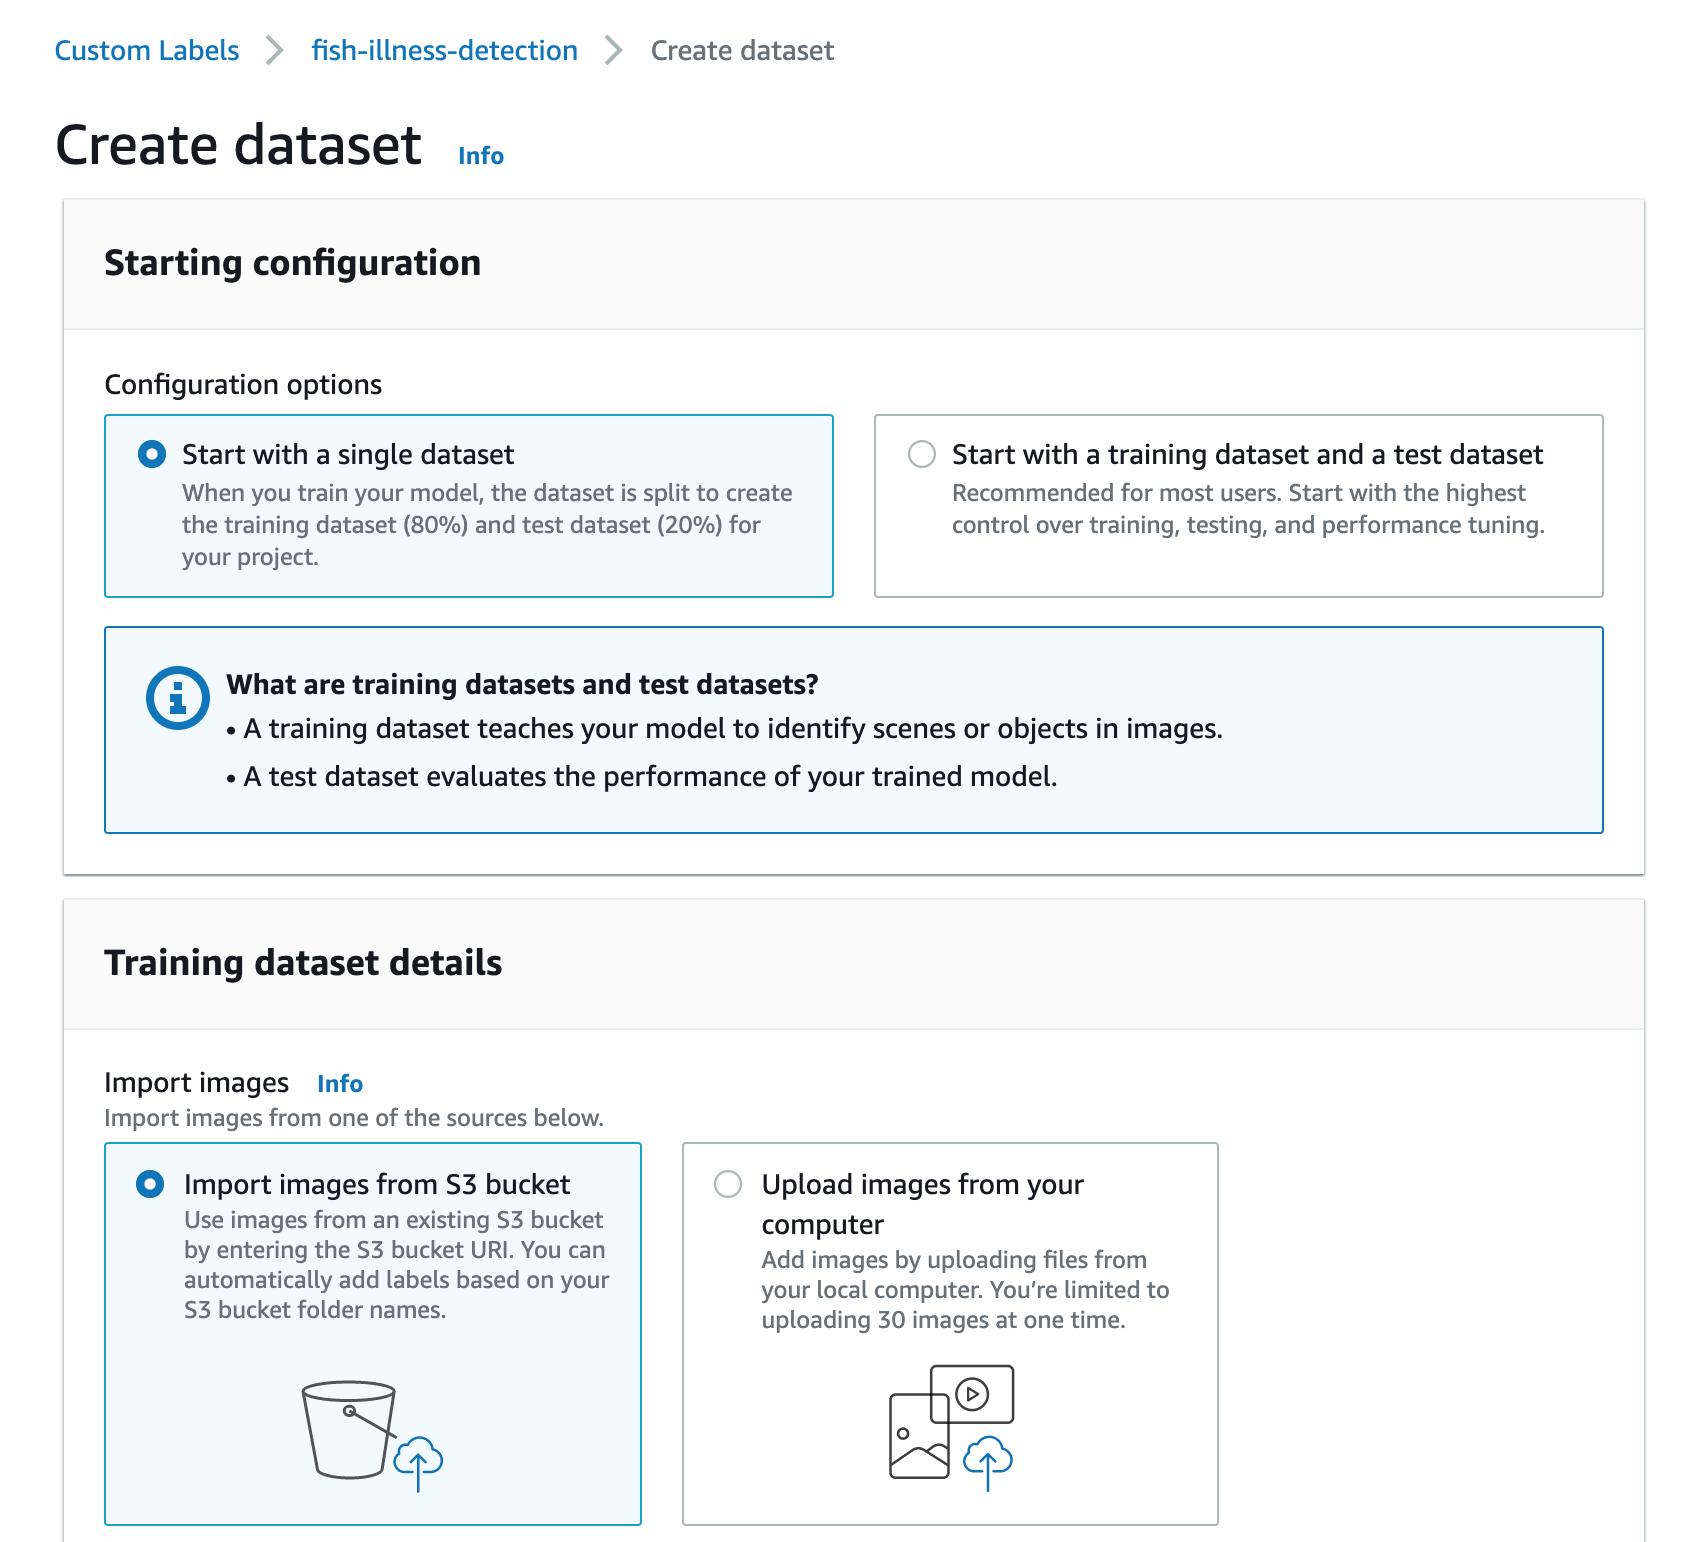 Custom Labels > fish-illness-detection > Create dataset
Create dataset Info
Starting configuration
Configuration options
Start with a single dataset
When you train your model, the dataset is split to create
the training dataset (80%) and test dataset (20%) for
your project.
Start with a training dataset and a test dataset
Recommended for most users. Start with the highest
control over training, testing, and performance tuning.
What are training datasets and test datasets?
• A training dataset teaches your model to identify scenes or objects in images.
• A test dataset evaluates the performance of your trained model.
Training dataset details
Import images Info
Import images from one of the sources below.
Import images from S3 bucket
Use images from an existing S3 bucket
by entering the S3 bucket URI. You can
automatically add labels based on your
S3 bucket folder names.
Upload images from your
computer
Add images by uploading files from
your local computer. You’re limited to
uploading 30 images at one time.